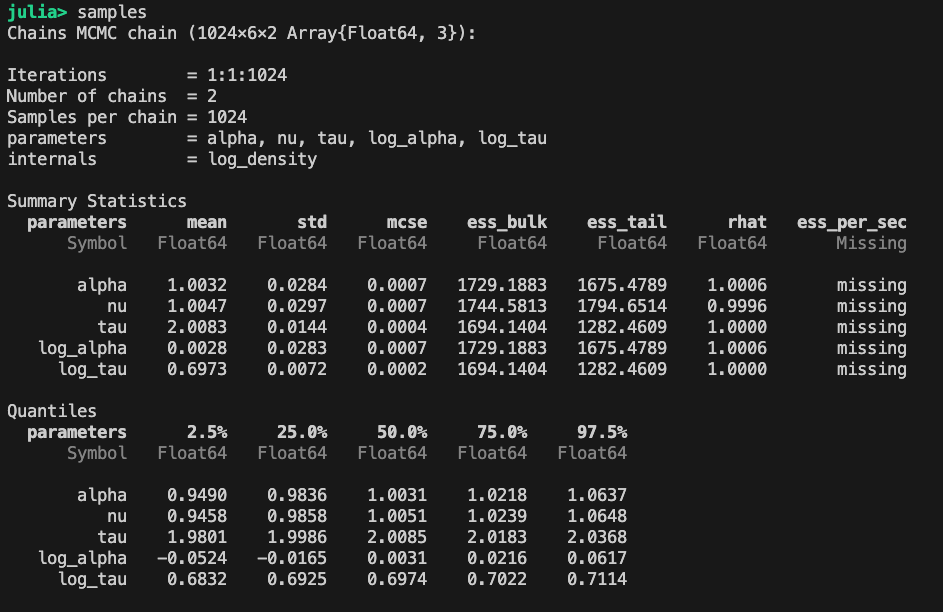 julia> samples
Chains MCMC chain (1024×6×2 Array{Float64, 3}):
Iterations        = 1:1:1024
Number of chains  = 2
Samples per chain = 1024
parameters        = alpha, nu, tau, log_alpha, log_tau
internals         = log_density
Summary Statistics
  parameters      mean       std      mcse    ess_bulk    ess_tail      rhat   ess_per_sec
      Symbol   Float64   Float64   Float64     Float64     Float64   Float64       Missing
       alpha    1.0032    0.0284    0.0007   1729.1883   1675.4789    1.0006       missing
          nu    1.0047    0.0297    0.0007   1744.5813   1794.6514    0.9996       missing
         tau    2.0083    0.0144    0.0004   1694.1404   1282.4609    1.0000       missing
   log_alpha    0.0028    0.0283    0.0007   1729.1883   1675.4789    1.0006       missing
     log_tau    0.6973    0.0072    0.0002   1694.1404   1282.4609    1.0000       missing
Quantiles
  parameters      2.5%     25.0%     50.0%     75.0%     97.5%
      Symbol   Float64   Float64   Float64   Float64   Float64
       alpha    0.9490    0.9836    1.0031    1.0218    1.0637
          nu    0.9458    0.9858    1.0051    1.0239    1.0648
         tau    1.9801    1.9986    2.0085    2.0183    2.0368
   log_alpha   -0.0524   -0.0165    0.0031    0.0216    0.0617
     log_tau    0.6832    0.6925    0.6974    0.7022    0.7114